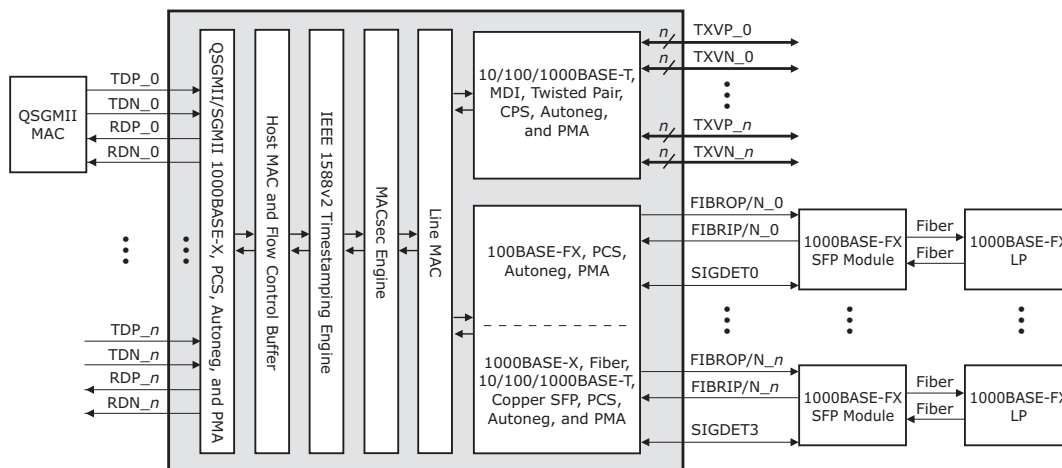 QSGMII
MAC
TDP_0
TDN_0
RDP_0
RDN_0
TDP_n
TDN_n
RDP_n
RDN_n
QSGMII/SGMII 1000BASE-X, PCS, Autoneg, and PMA
Host MAC and Flow Control Buffer
IEEE 1588v2 Timestamping Engine
MACsec Engine
Line MAC
10/100/1000BASE-T,
MDI, Twisted Pair,
CPS, Autoneg,
and PMA
n
TXVP_0
n
TXVN_0
n
TXVP_n
n
TXVN_n
100BASE-FX, PCS,
Autoneg, PMA
1000BASE-X, Fiber,
10/100/1000BASE-T,
Copper SFP, PCS,
Autoneg, and PMA
FIBROP/N_0
FIBRIP/N_0
SIGDET0
1000BASE-FX
SFP Module
Fiber
Fiber
1000BASE-FX
LP
FIBROP/N_n
FIBRIP/N_n
SIGDET3
1000BASE-FX
SFP Module
Fiber
Fiber
1000BASE-FX
LP